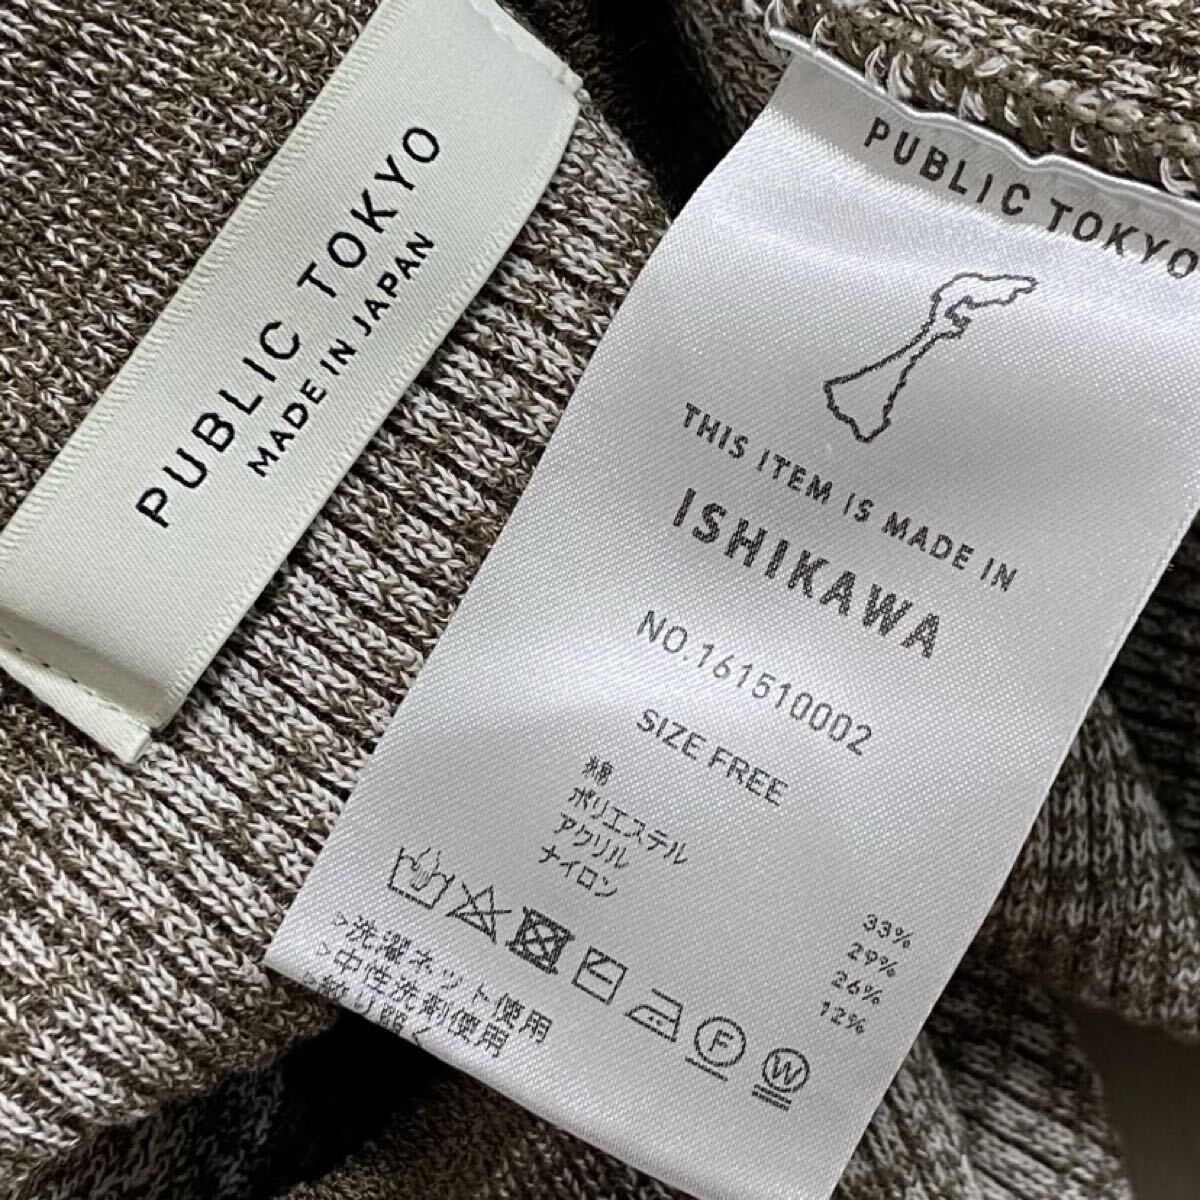 PUBLIC TOKYO
MADE IN JAPAN
PUBLIC TOKYO
THIS ITEM IS MADE IN
ISHIKAWA
NO.161510002
SIZE FREE
綿 33%
ポリエステル 29%
アクリル 26%
ナイロン 12%
F
W
>洗濯ネット使用
>中性洗剤使用